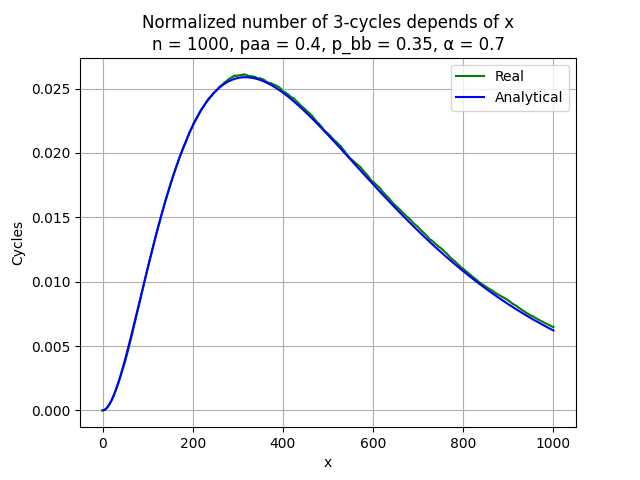 Normalized number of 3-cycles depends of x
n = 1000, paa = 0.4, p_bb = 0.35, α = 0.7
Real
Analytical
Cycles
0.025
0.020
0.015
0.010
0.005
0.000
0 200 400 600 800 1000
x